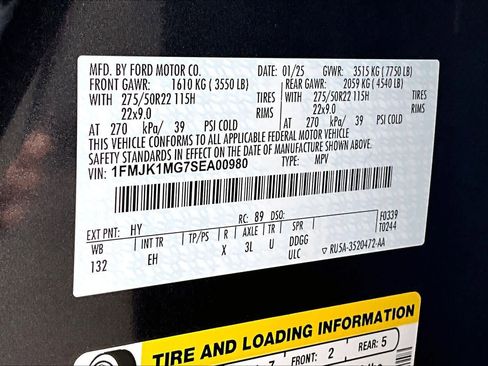 MFD. BY FORD MOTOR CO.
DATE: 01/25 GVWR: 3515 KG ( 7750 LB)
FRONT GAWR: 1610 KG ( 3550 LB) REAR GAWR: 2059 KG ( 4540 LB)
WITH 275/50R22 115H TIRES WITH 275/50R22 115H TIRES
22x9.0 RIMS 22x9.0 RIMS
AT 270 kPa/ 39 PSI COLD AT 270 kPa/ 39 PSI COLD
THIS VEHICLE CONFORMS TO ALL APPLICABLE FEDERAL MOTOR VEHICLE
SAFETY STANDARDS IN EFFECT ON THE DATE OF MANUFACTURE SHOWN ABOVE.
VIN: 1FMJK1MG7SEA00980 TYPE: MPV
EXT PNT: HY RC: 89 DSO: F0339
WB INT TR TP/PS R AXLE TR SPR T0244
132 EH X 3L U DDGG
ULC ▽ RU5A-3520472-AA
TIRE AND LOADING INFORMATION
7 FRONT: 2 REAR: 5